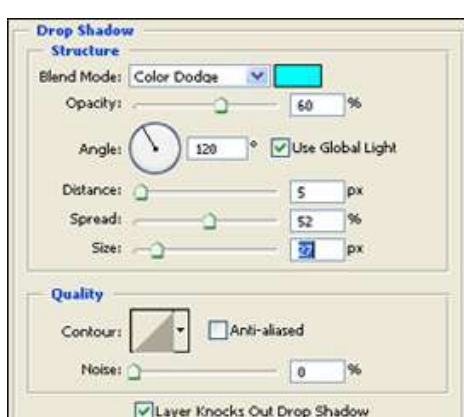 Drop Shadow
Structure
Blend Mode: Color Dodge
Opacity: 60 %
Angle: 120 ° Use Global Light
Distance: 5 px
Spread: 52 %
Size: px
Quality
Contour: Anti-aliased
Noise: 0 %
Layer Knocks Out Drop Shadow